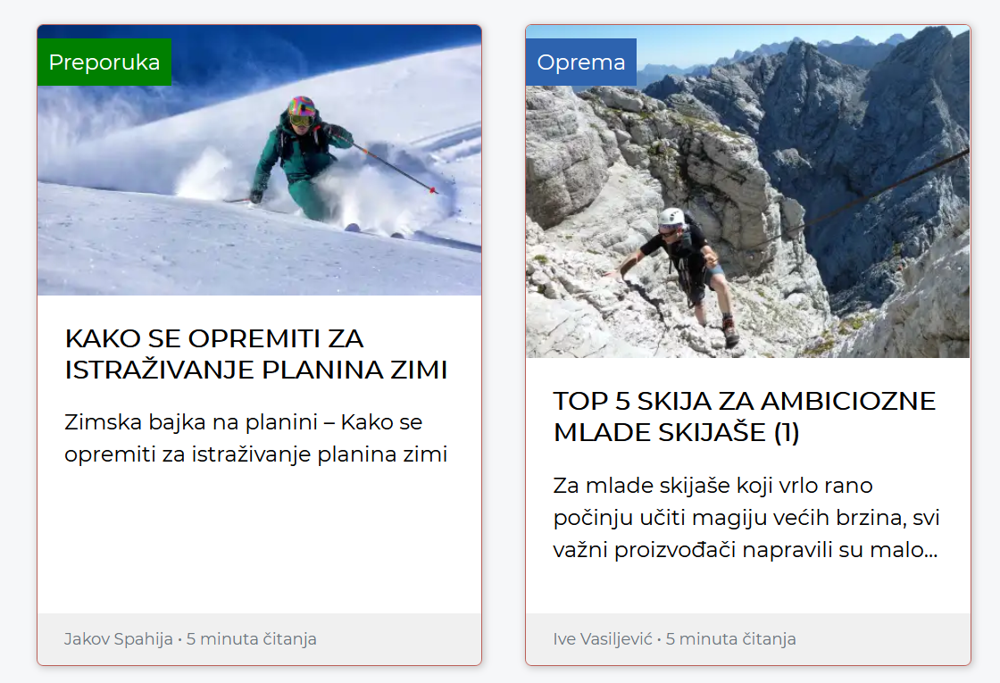 Preporuka
KAKO SE OPREMITI ZA
ISTRAŽIVANJE PLANINA ZIMI
Zimska bajka na planini – Kako se
opremiti za istraživanje planina zimi
Jakov Spahija • 5 minuta čitanja
Oprema
TOP 5 SKIJA ZA AMBICIOZNE
MLADE SKIJAŠE (1)
Za mlade skijaše koji vrlo rano
počinju učiti magiju većih brzina, svi
važni proizvođači napravili su malo...
Ive Vasiljević • 5 minuta čitanja